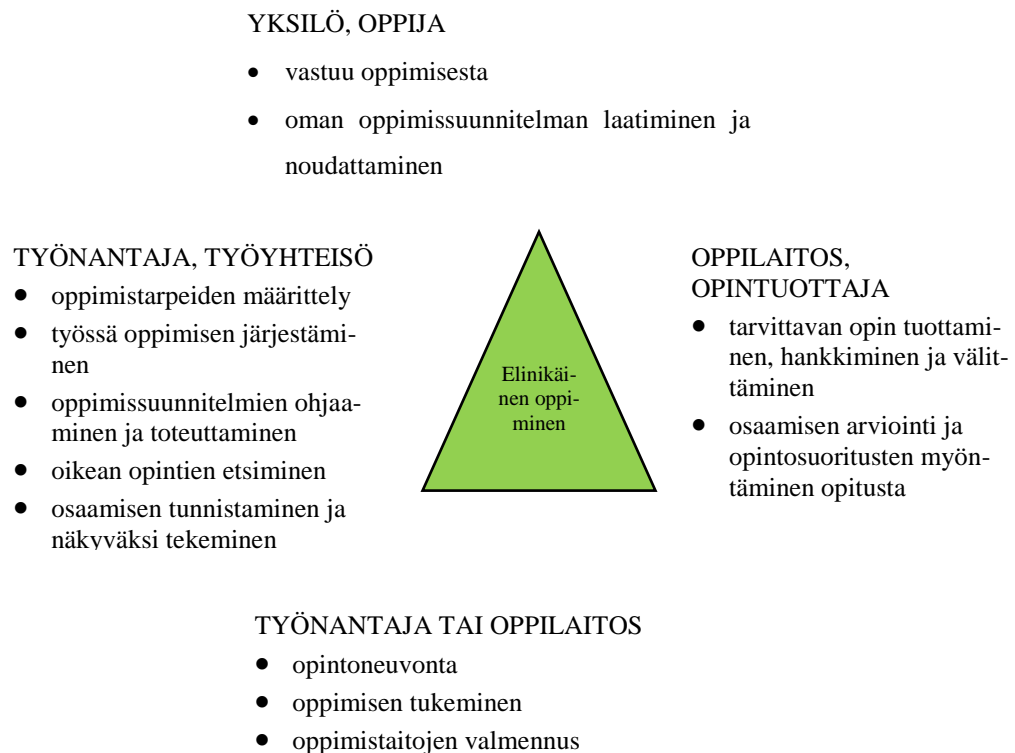 YKSILÖ, OPPIJA
• vastuu oppimisesta
• oman oppimissuunnitelman laatiminen ja
noudattaminen
TYÖNANTAJA, TYÖYHTEISÖ
• oppimistarpeiden määrittely
• työssä oppimisen järjestämi-
nen
• oppimissuunnitelmien ohjaa-
minen ja toteuttaminen
• oikean opintien etsiminen
• osaamisen tunnistaminen ja
näkyväksi tekeminen
Elinikäi-
nen oppi-
minen
OPPILAITOS,
OPINTUOTTAJA
• tarvittavan opin tuottami-
nen, hankkiminen ja välit-
täminen
• osaamisen arviointi ja
opintosuoritusten myön-
täminen opitusta
TYÖNANTAJA TAI OPPILAITOS
• opintoneuvonta
• oppimisen tukeminen
• oppimistaitojen valmennus